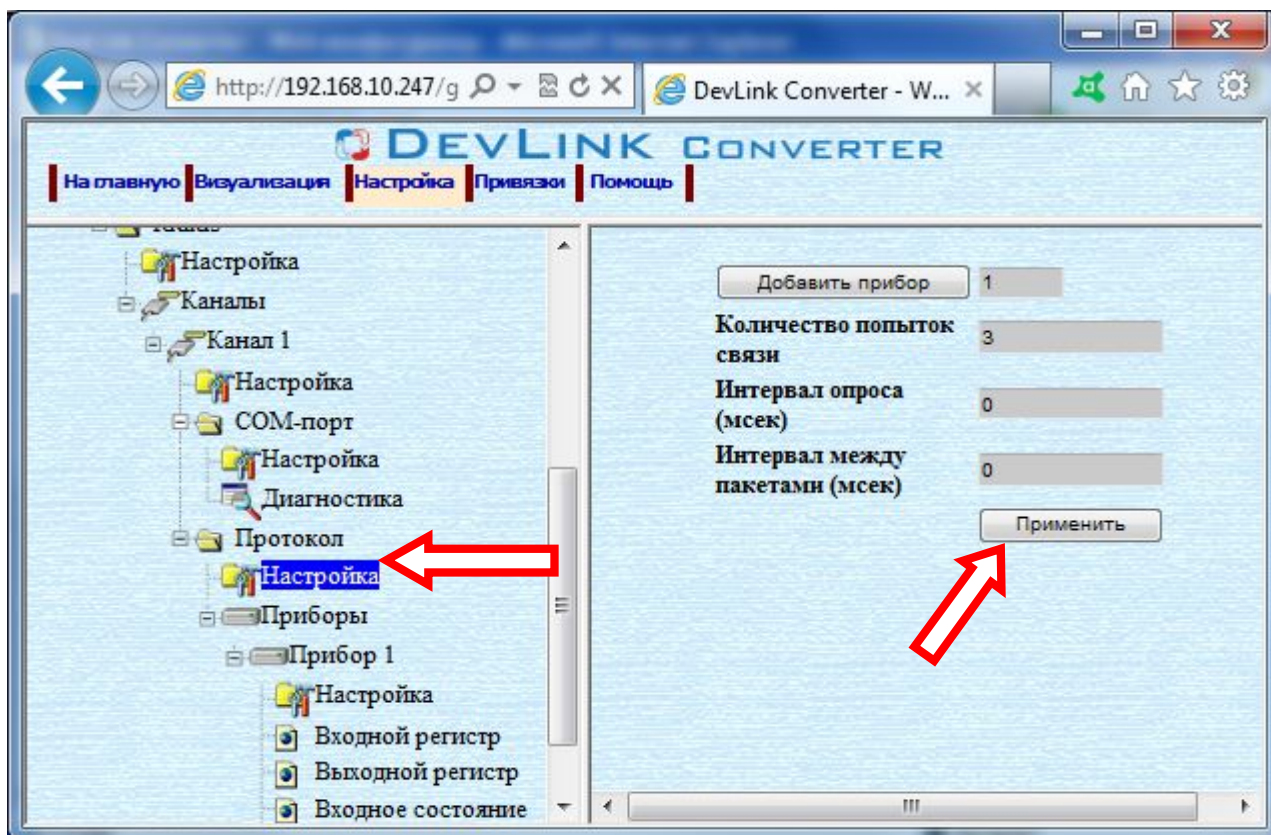 http://192.168.10.247/g
DevLink Converter - W...
DEVLINK CONVERTER
На главную Визуализация Настройка Привязки Помощь
Настройка
Каналы
Канал 1
Настройка
COM-порт
Настройка
Диагностика
Протокол
Настройка
Приборы
Прибор 1
Настройка
Входной регистр
Выходной регистр
Входное состояние
Добавить прибор 1
Количество попыток
связи
3
Интервал опроса
(мсек)
0
Интервал между
пакетами (мсек)
0
Применить